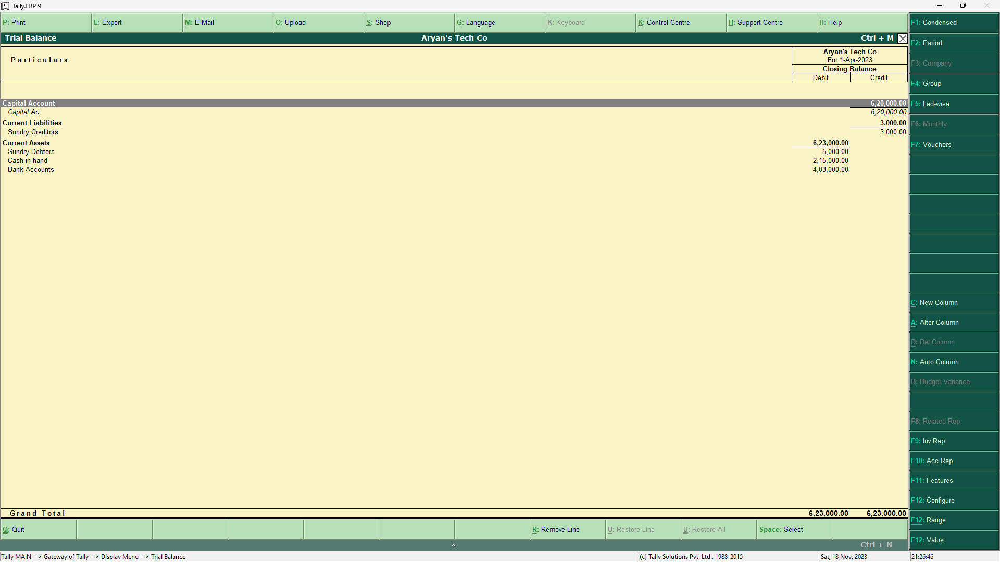 Tally.ERP 9
P: Print E: Export M: E-Mail O: Upload S: Shop G: Language K: Keyboard K: Control Centre H: Support Centre H: Help
Trial Balance Aryan's Tech Co Ctrl + M
Particulars
Aryan's Tech Co
For 1-Apr-2023
Closing Balance
Debit Credit
Capital Account 6,20,000.00
Capital Ac 6,20,000.00
Current Liabilities 3,000.00
Sundry Creditors 3,000.00
Current Assets 6,23,000.00
Sundry Debtors 5,000.00
Cash-in-hand 2,15,000.00
Bank Accounts 4,03,000.00
Grand Total 6,23,000.00 6,23,000.00
Q: Quit R: Remove Line U: Restore Line U: Restore All Space: Select
Ctrl + N
F1: Condensed
F2: Period
F3: Company
F4: Group
F5: Led-wise
F6: Monthly
F7: Vouchers
C: New Column
A: Alter Column
D: Del Column
N: Auto Column
B: Budget Variance
F8: Related Rep
F9: Inv Rep
F10: Acc Rep
F11: Features
F12: Configure
F12: Range
F12: Value
Tally MAIN --> Gateway of Tally --> Display Menu --> Trial Balance (c) Tally Solutions Pvt. Ltd., 1988-2015 Sat, 18 Nov, 2023 21:26:46